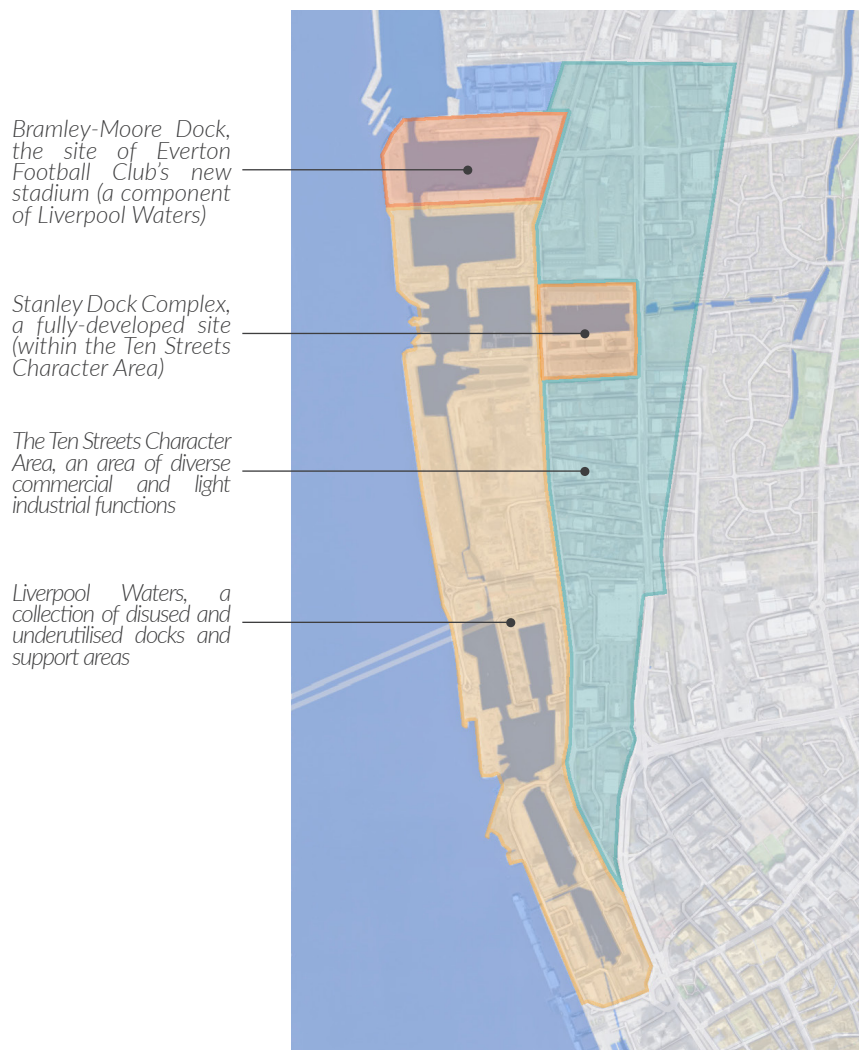 Bramley-Moore Dock,
the site of Everton
Football Club's new
stadium (a component
of Liverpool Waters)
Stanley Dock Complex,
a fully-developed site
(within the Ten Streets
Character Area)
The Ten Streets Character
Area, an area of diverse
commercial and light
industrial functions
Liverpool Waters, a
collection of disused and
underutilised docks and
support areas